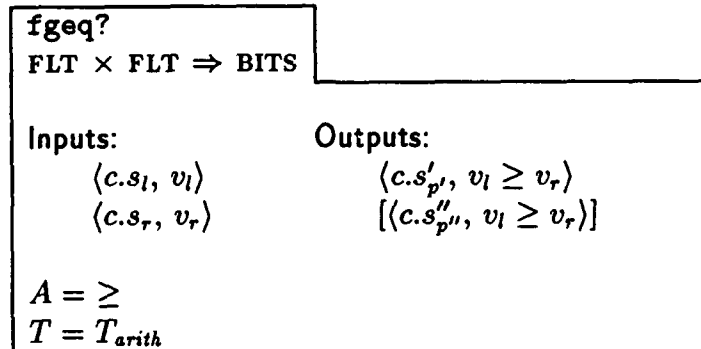 fgeq?
FLT × FLT ⇒ BITS
Inputs: Outputs:
⟨c.s_l, v_l⟩ ⟨c.s'_{p'}, v_l ≥ v_r⟩
⟨c.s_r, v_r⟩ [⟨c.s''_{p''}, v_l ≥ v_r⟩]
A = ≥
T = T_{arith}